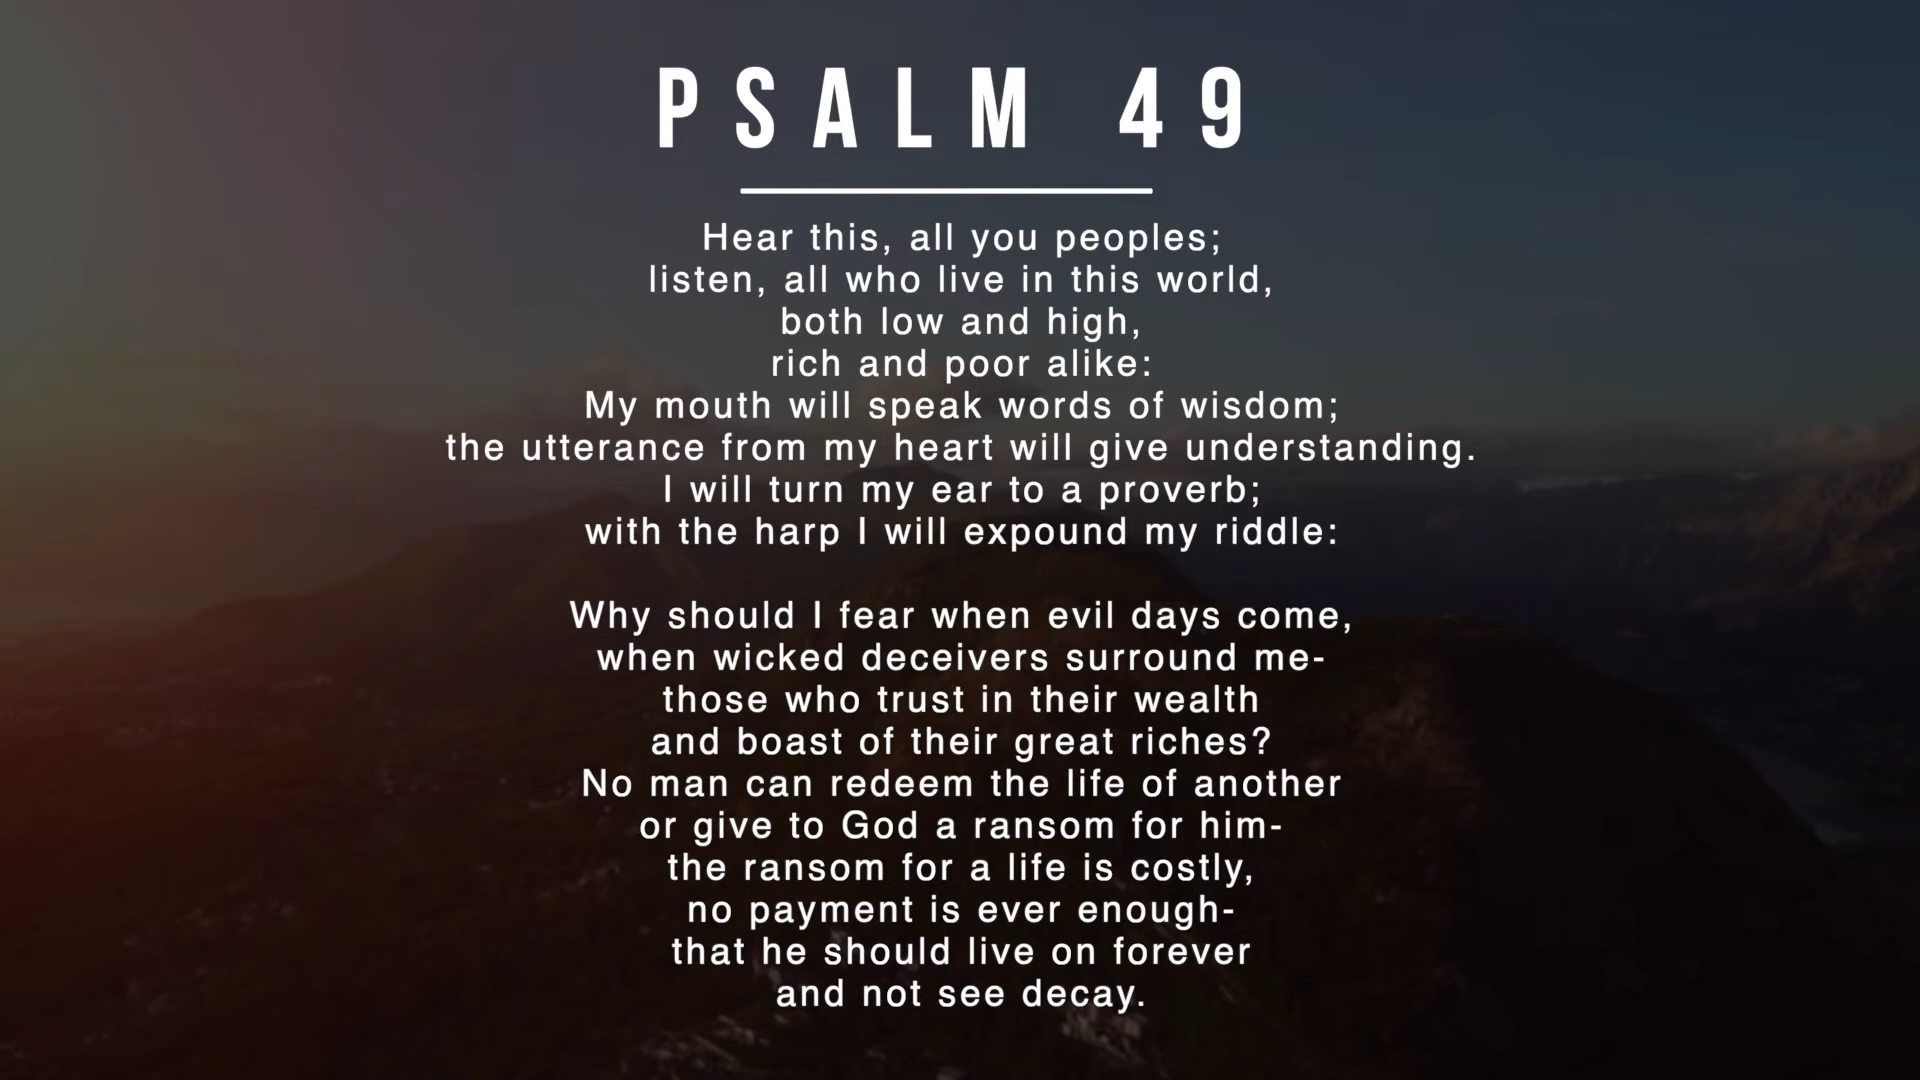 PSALM 49
Hear this, all you peoples;
listen, all who live in this world,
both low and high,
rich and poor alike:
My mouth will speak words of wisdom;
the utterance from my heart will give understanding.
I will turn my ear to a proverb;
with the harp I will expound my riddle:
Why should I fear when evil days come,
when wicked deceivers surround me-
those who trust in their wealth
and boast of their great riches?
No man can redeem the life of another
or give to God a ransom for him-
the ransom for a life is costly,
no payment is ever enough-
that he should live on forever
and not see decay.